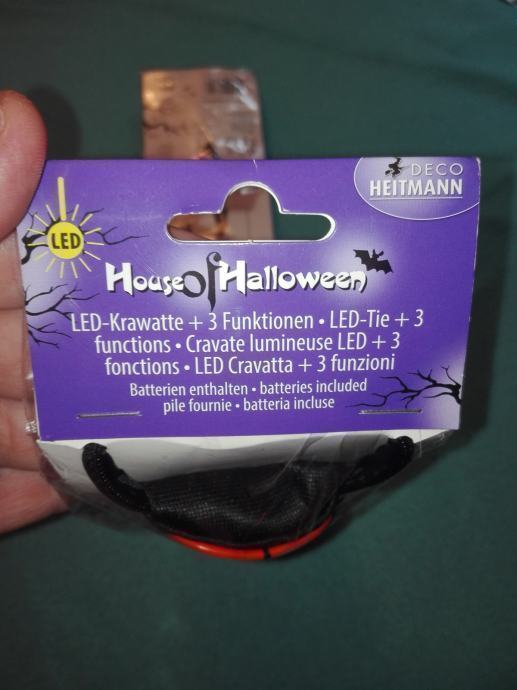 DECO
HEITMANN
LED
House of Halloween
LED-Krawatte + 3 Funktionen • LED-Tie + 3
functions • Cravate lumineuse LED + 3
fonctions • LED Cravatta + 3 funzioni
Batterien enthalten • batteries included
pile fournie • batteria incluse